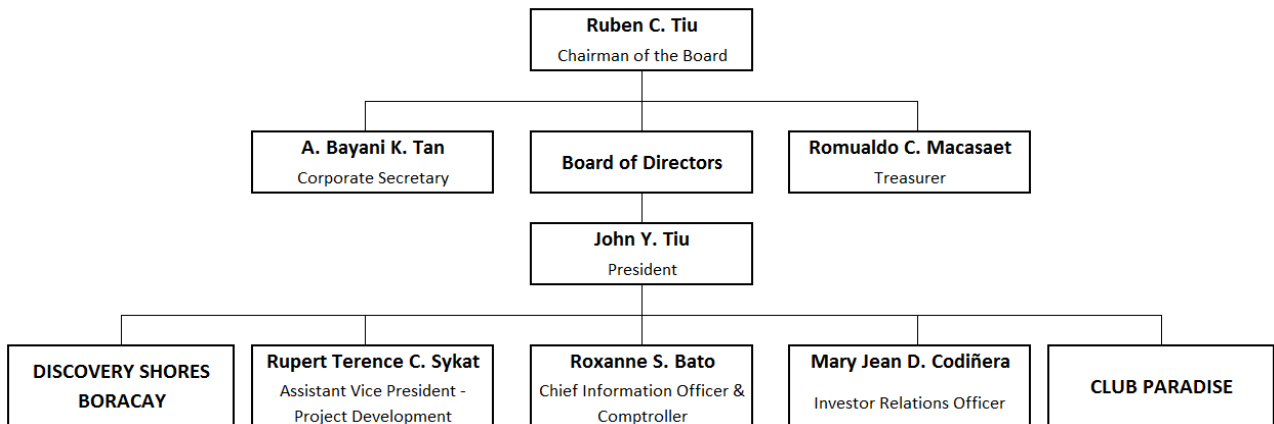 Ruben C. Tiu
Chairman of the Board
A. Bayani K. Tan
Corporate Secretary
Board of Directors
Romualdo C. Macasaet
Treasurer
John Y. Tiu
President
DISCOVERY SHORES
BORACAY
Rupert Terence C. Sykat
Assistant Vice President -
Project Development
Roxanne S. Bato
Chief Information Officer &
Comptroller
Mary Jean D. Codiñera
Investor Relations Officer
CLUB PARADISE